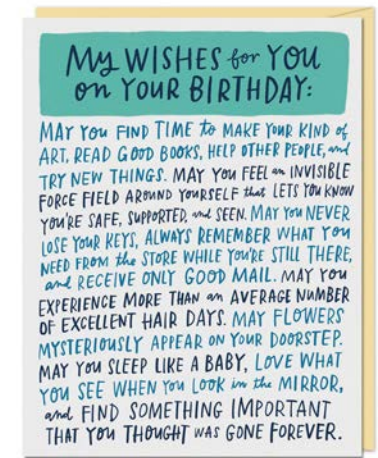 My WISHES for YOU
on YOUR BIRTHDAY:
MAY YOU FIND TIME to MAKE YOUR KIND of
ART, READ GOOD BOOKS, HELP OTHER PEOPLE, and
TRY NEW THINGS. MAY YOU FEEL an INVISIBLE
FORCE FIELD AROUND YOURSELF that LETS YOU KNOW
YOU'RE SAFE, SUPPORTED, and SEEN. MAY YOU NEVER
LOSE YOUR KEYS, ALWAYS REMEMBER WHAT YOU
NEED FROM the STORE WHILE YOU'RE STILL THERE,
and RECEIVE ONLY GOOD MAIL. MAY YOU
EXPERIENCE MORE THAN an AVERAGE NUMBER
OF EXCELLENT HAIR DAYS. MAY FLOWERS
MYSTERIOUSLY APPEAR ON YOUR DOORSTEP.
MAY YOU SLEEP LIKE A BABY, LOVE WHAT
YOU SEE WHEN YOU LOOK in the MIRROR,
and FIND SOMETHING IMPORTANT
THAT YOU THOUGHT WAS GONE FOREVER.